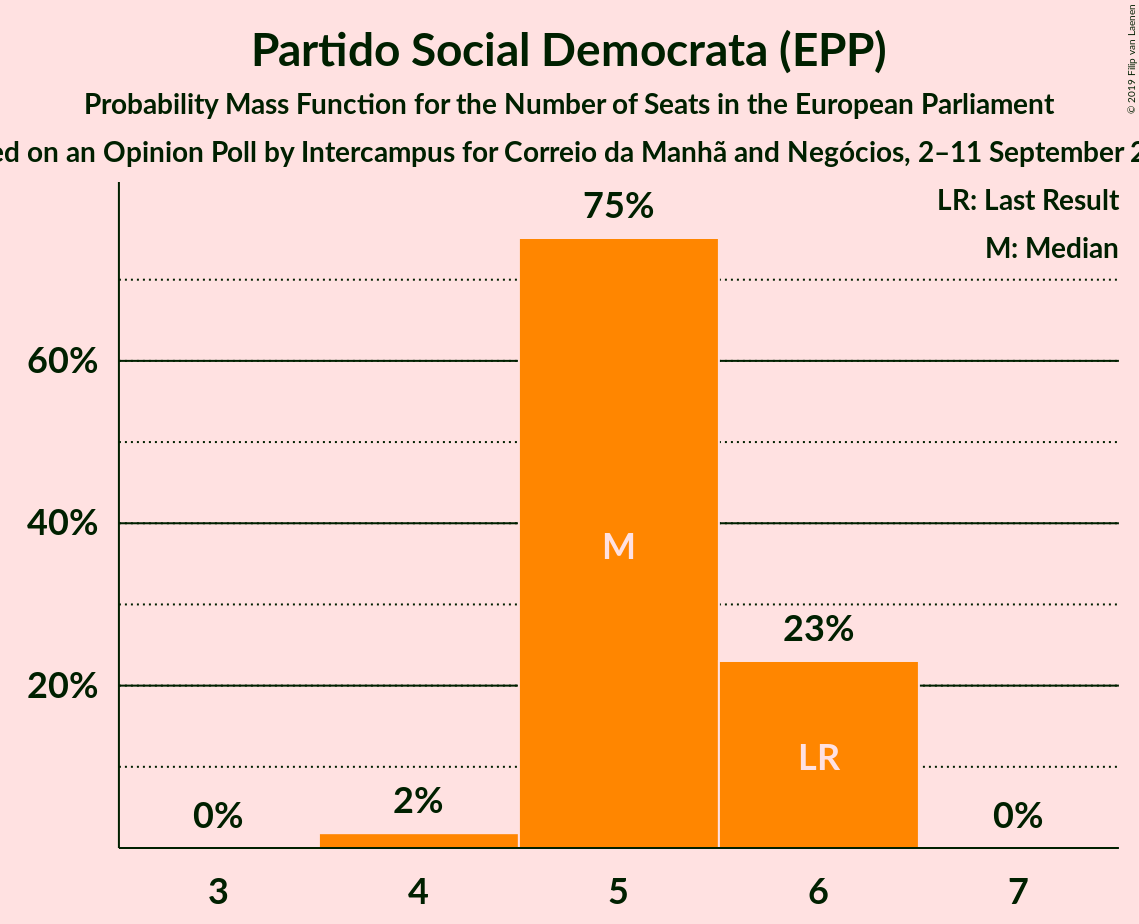 Partido Social Democrata (EPP)
Probability Mass Function for the Number of Seats in the European Parliament
on an Opinion Poll by Intercampus for Correio da Manhã and Negócios, 2–11 September
© 2019 Filip van Laenen
LR: Last Result
M: Median
75%
60%
40%
M
23%
20%
LR
2%
0%
0%
3 4 5 6 7